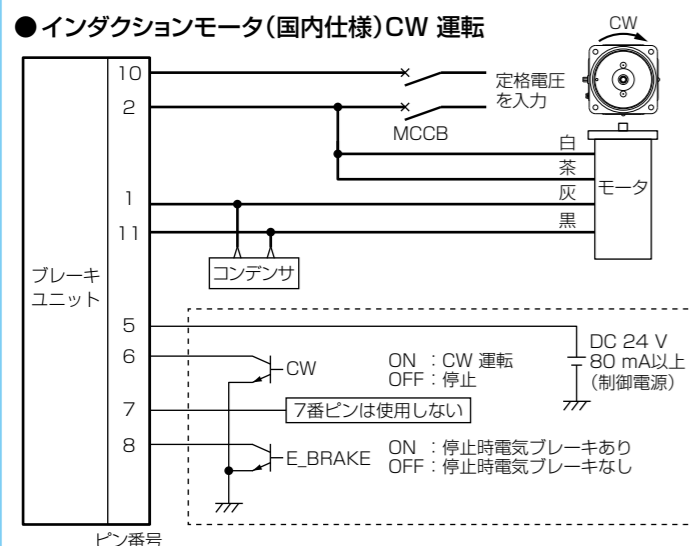 ●インダクションモータ(国内仕様)CW 運転
CW
10
定格電圧
を入力
2
MCCB
白
茶
1
灰
モータ
11
黒
コンデンサ
ブレーキ
ユニット
5
DC 24 V
80 mA以上
(制御電源)
6
CW
ON :CW 運転
OFF:停止
7
7番ピンは使用しない
8
E_BRAKE
ON :停止時電気ブレーキあり
OFF:停止時電気ブレーキなし
ピン番号